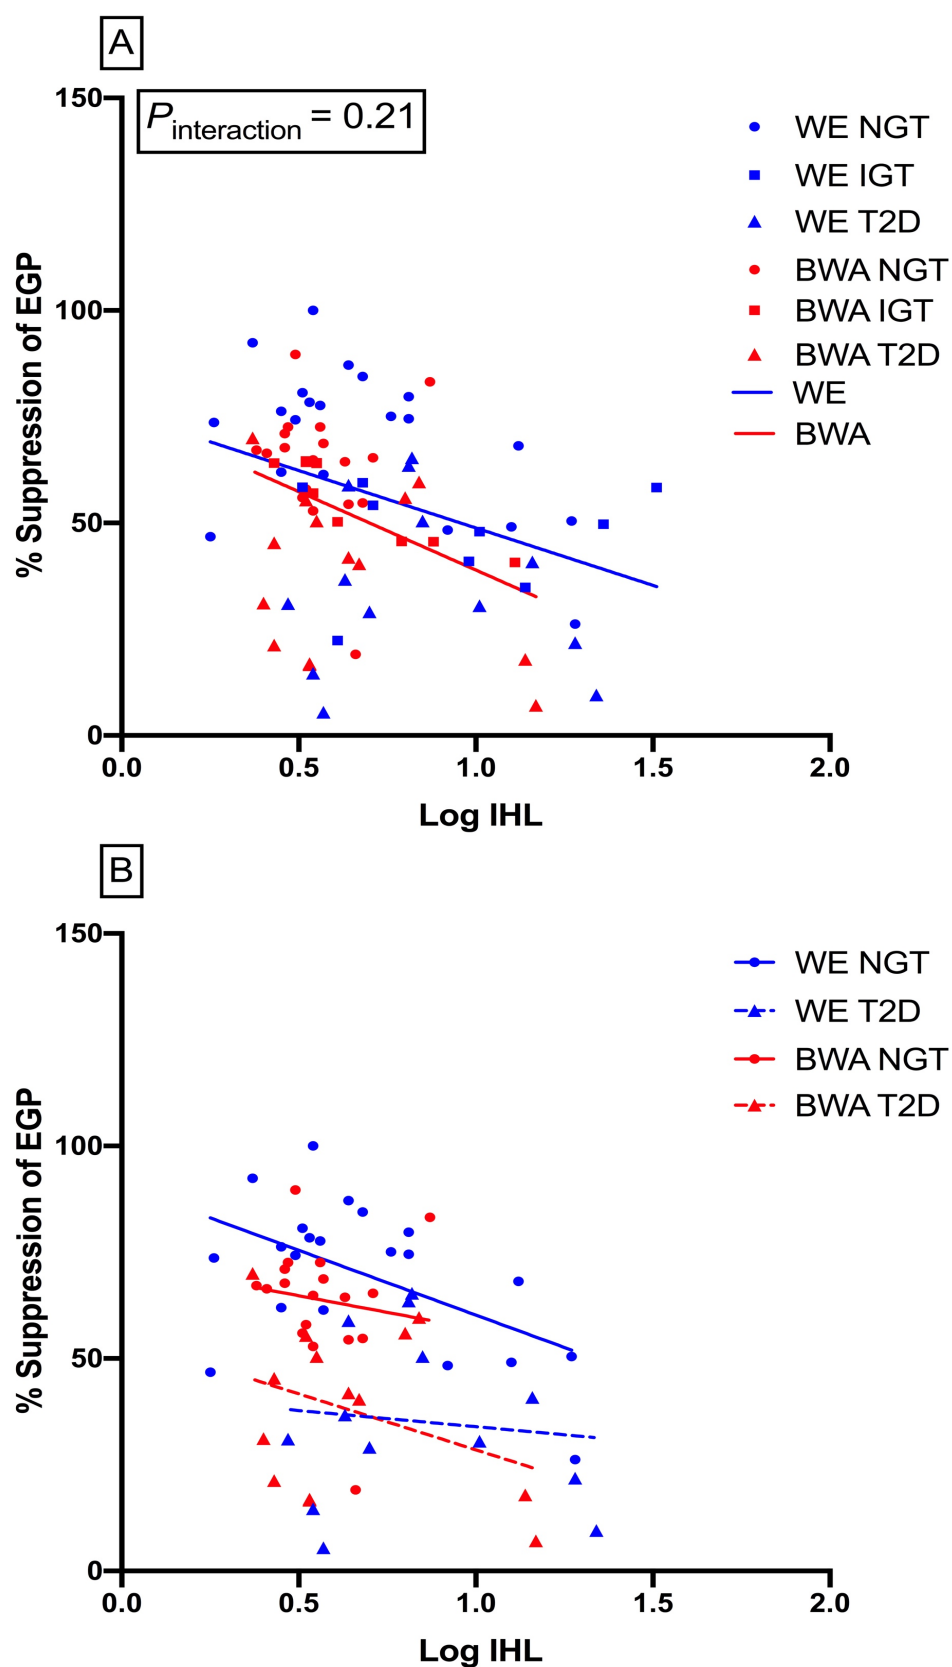 A
150
P interaction = 0.21
WE NGT
WE IGT
WE T2D
BWA NGT
BWA IGT
BWA T2D
WE
BWA
100
50
0
% Suppression of EGP
0.0 0.5 1.0 1.5 2.0
Log IHL
B
150
WE NGT
WE T2D
BWA NGT
BWA T2D
100
50
0
% Suppression of EGP
0.0 0.5 1.0 1.5 2.0
Log IHL